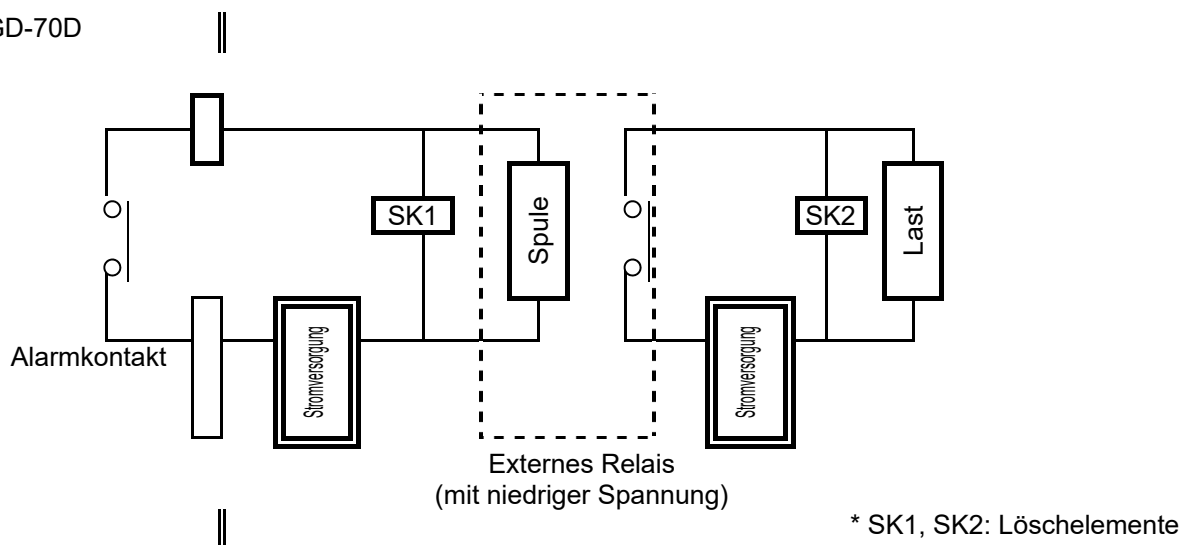 GD-70D
SK1
Spule
SK2
Last
Stromversorgung
Stromversorgung
Alarmkontakt
Externes Relais
(mit niedriger Spannung)
* SK1, SK2: Löschelemente